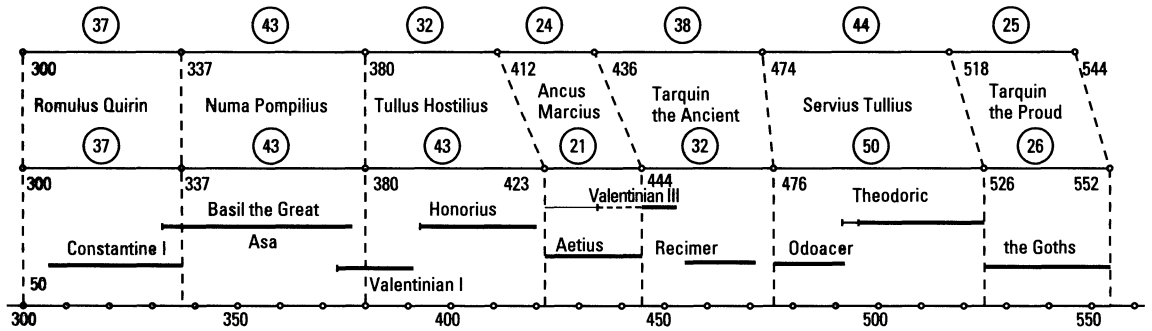 37 43 32 24 38 44 25
300 337 380 412 436 474 518 544
Romulus Quirin Numa Pompilius Tullus Hostilius Ancus Marcius Tarquin the Ancient Servius Tullius Tarquin the Proud
37 43 43 21 32 50 26
300 337 380 423 444 476 526 552
Valentinian III Theodoric
Basil the Great Honorius
Asa
Constantine I Aetius Recimer Odoacer the Goths
50 Valentinian I
300 350 400 450 500 550